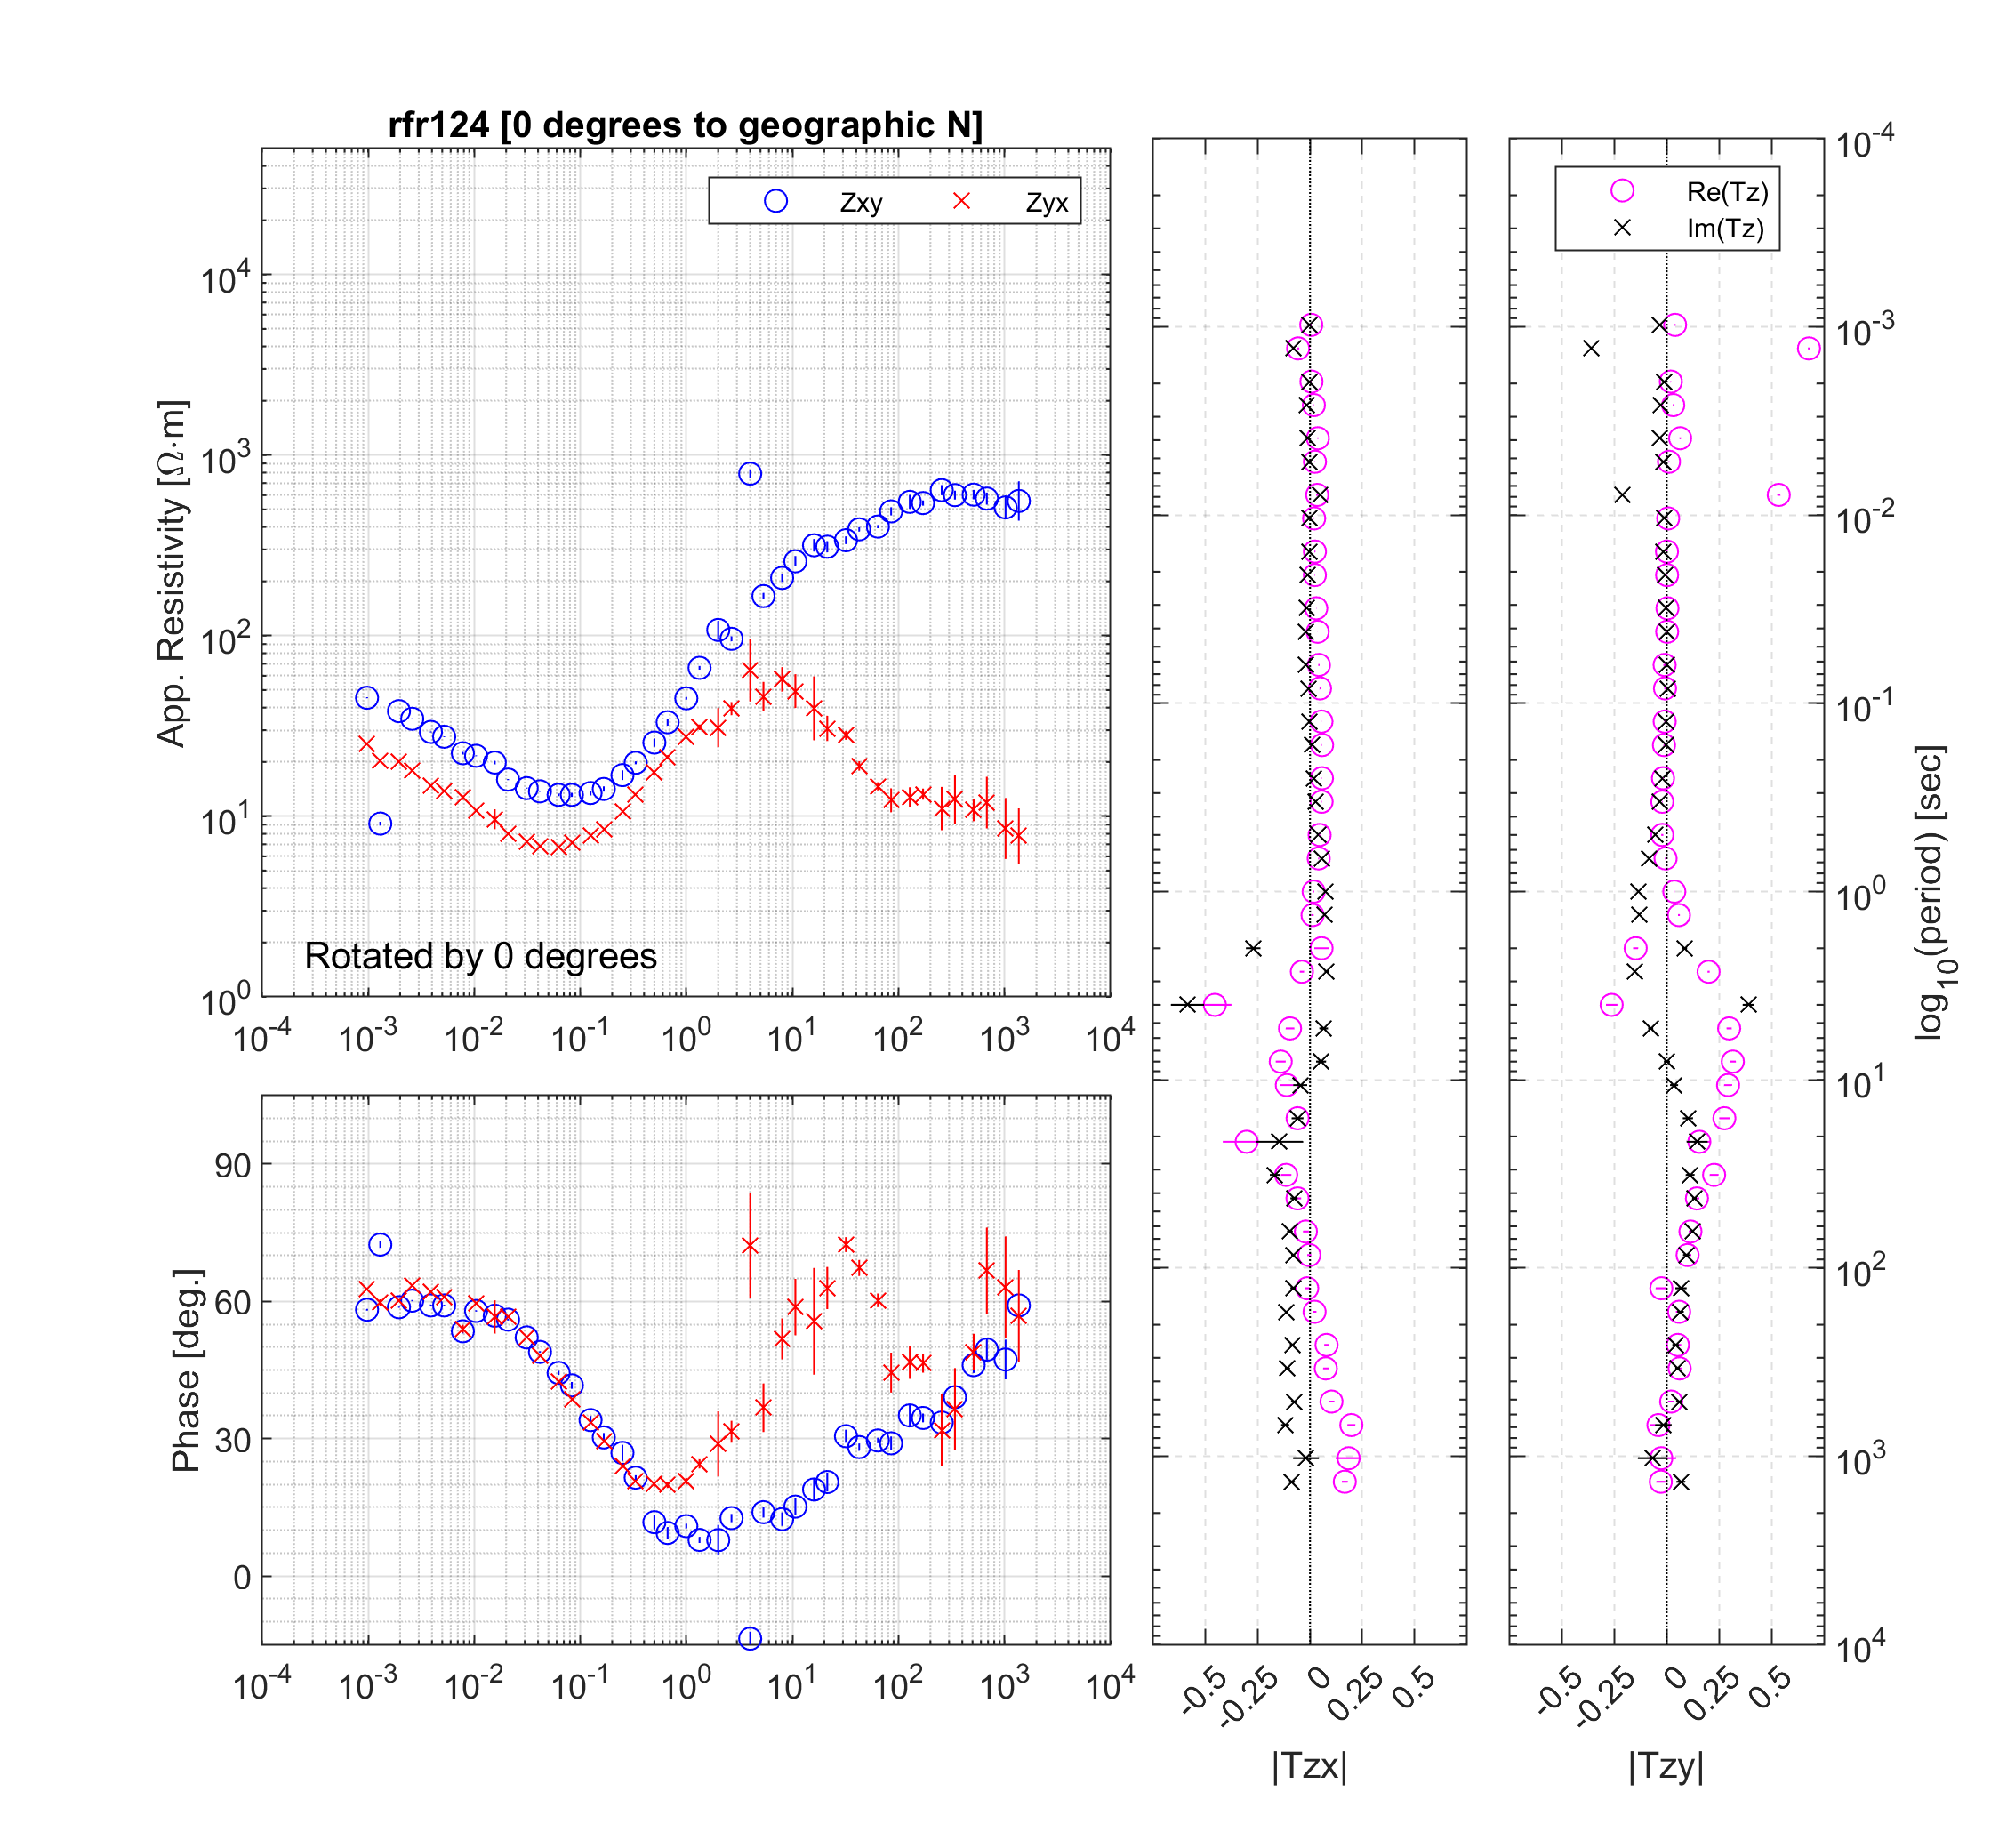 rfr124 [0 degrees to geographic N]
Zxy Zyx
App. Resistivity [Ω·m]
10^4
10^3
10^2
10^1
10^0
Rotated by 0 degrees
10^-4 10^-3 10^-2 10^-1 10^0 10^1 10^2 10^3 10^4
Phase [deg.]
90
60
30
0
10^-4 10^-3 10^-2 10^-1 10^0 10^1 10^2 10^3 10^4
-0.5 -0.25 0 0.25 0.5
|Tzx|
Re(Tz)
Im(Tz)
-0.5 -0.25 0 0.25 0.5
|Tzy|
10^-4
10^-3
10^-2
10^-1
10^0
10^1
10^2
10^3
10^4
log_10(period) [sec]